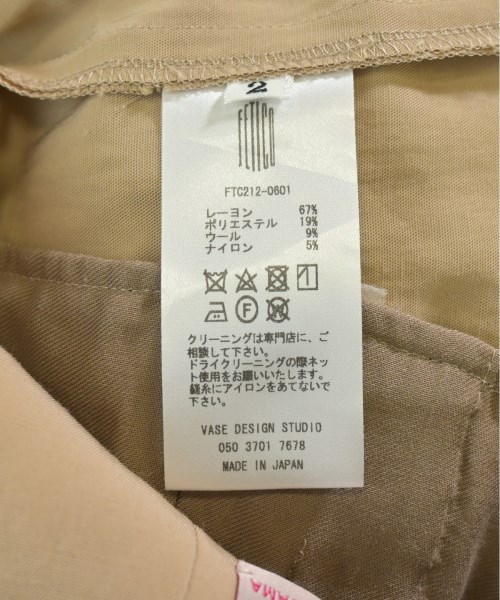 2
FETICO
FTC212-0601
レーヨン 67%
ポリエステル 19%
ウール 9%
ナイロン 5%
F W
クリーニングは専門店に、ご
相談して下さい。
ドライクリーニングの際ネッ
ト使用をお願いいたします。
縫糸にアイロンをあてないで
下さい。
VASE DESIGN STUDIO
050 3701 7678
MADE IN JAPAN